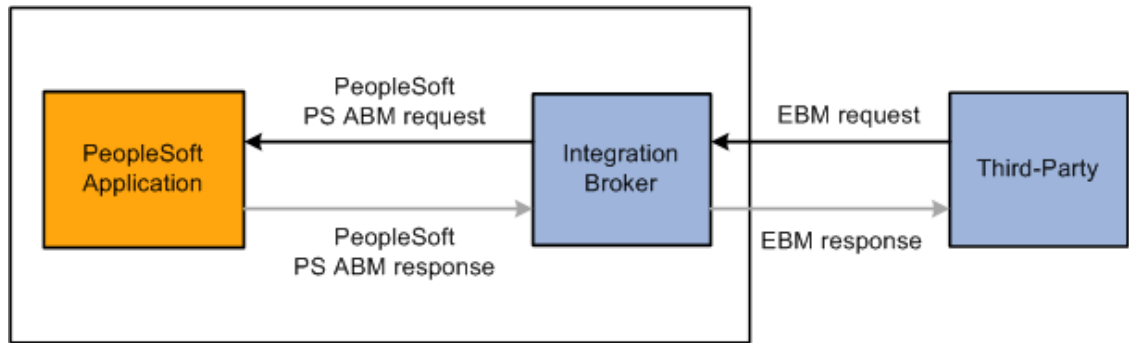 PeopleSoft
Application
PeopleSoft
PS ABM request
PeopleSoft
PS ABM response
Integration
Broker
EBM request
EBM response
Third-Party